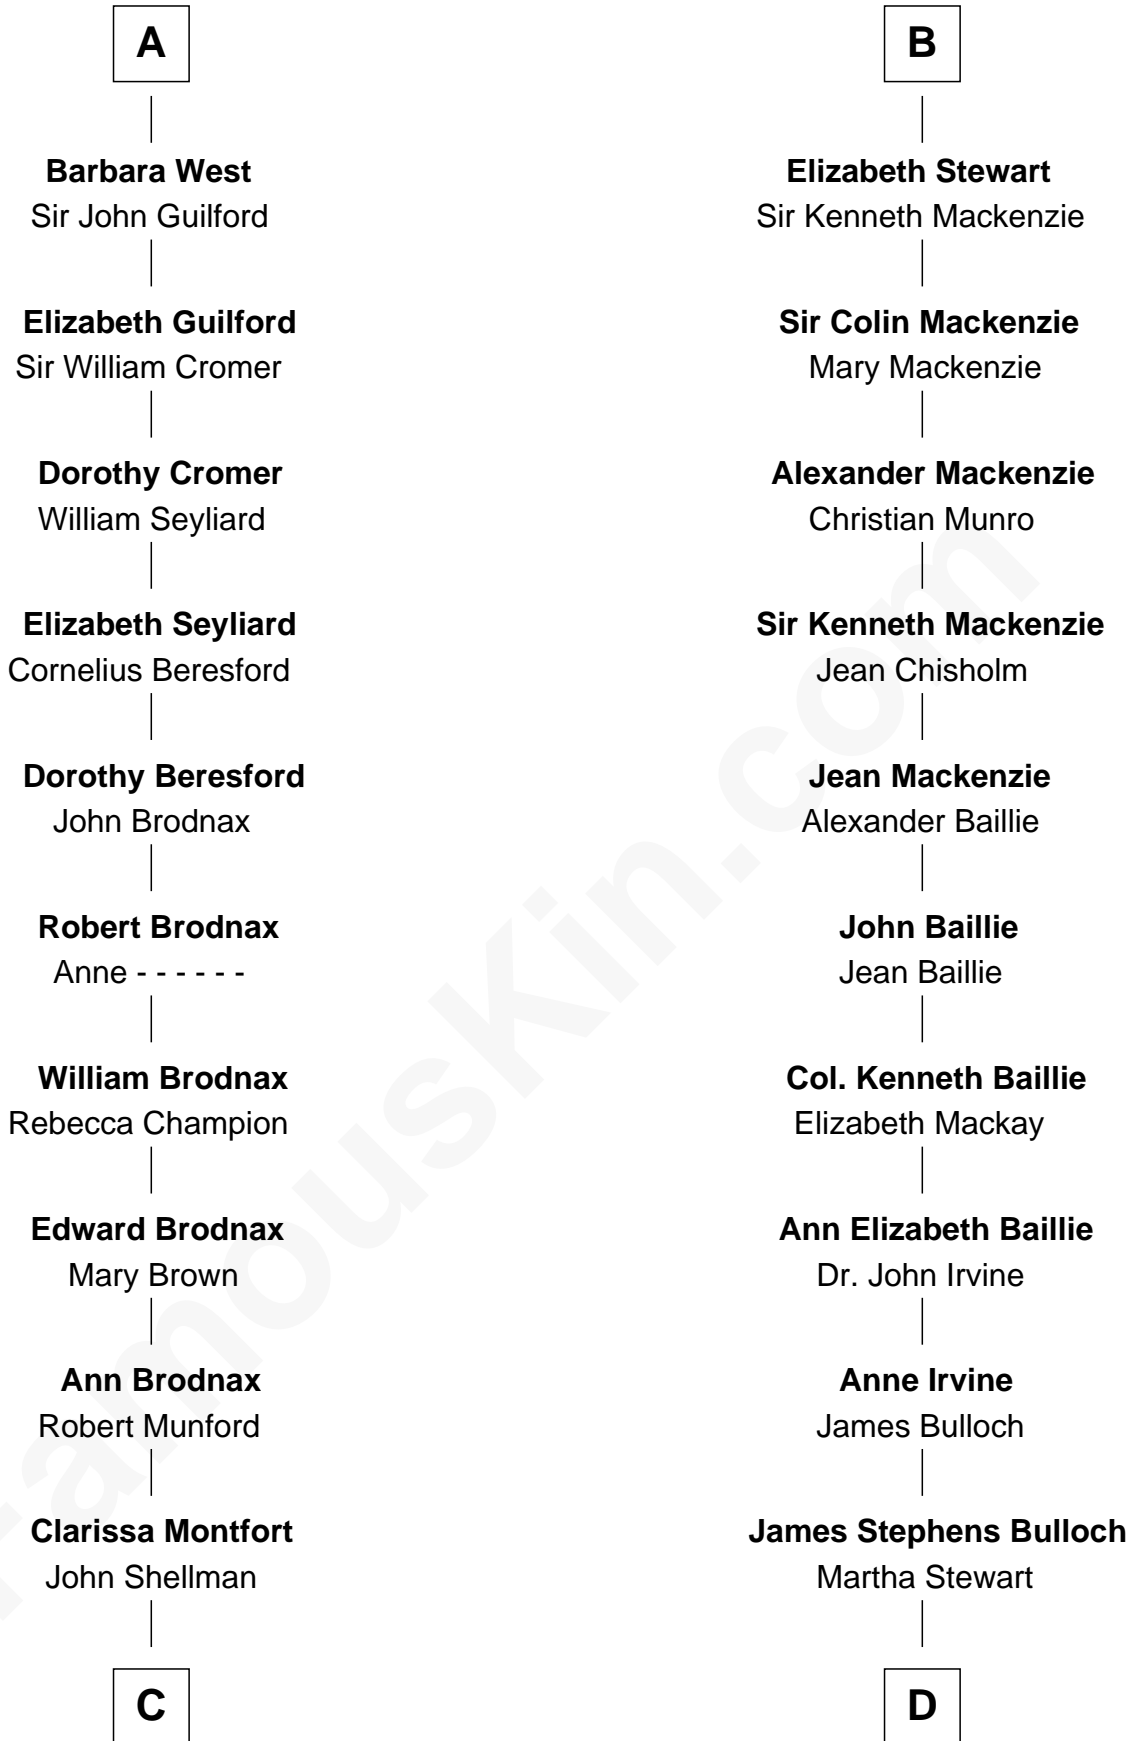 A
Barbara West
Sir John Guilford
Elizabeth Guilford
Sir William Cromer
Dorothy Cromer
William Seyliard
Elizabeth Seyliard
Cornelius Beresford
Dorothy Beresford
John Brodnax
Robert Brodnax
Anne - - - - - -
William Brodnax
Rebecca Champion
Edward Brodnax
Mary Brown
Ann Brodnax
Robert Munford
Clarissa Montfort
John Shellman
C
B
Elizabeth Stewart
Sir Kenneth Mackenzie
Sir Colin Mackenzie
Mary Mackenzie
Alexander Mackenzie
Christian Munro
Sir Kenneth Mackenzie
Jean Chisholm
Jean Mackenzie
Alexander Baillie
John Baillie
Jean Baillie
Col. Kenneth Baillie
Elizabeth Mackay
Ann Elizabeth Baillie
Dr. John Irvine
Anne Irvine
James Bulloch
James Stephens Bulloch
Martha Stewart
D
FamousKin.com